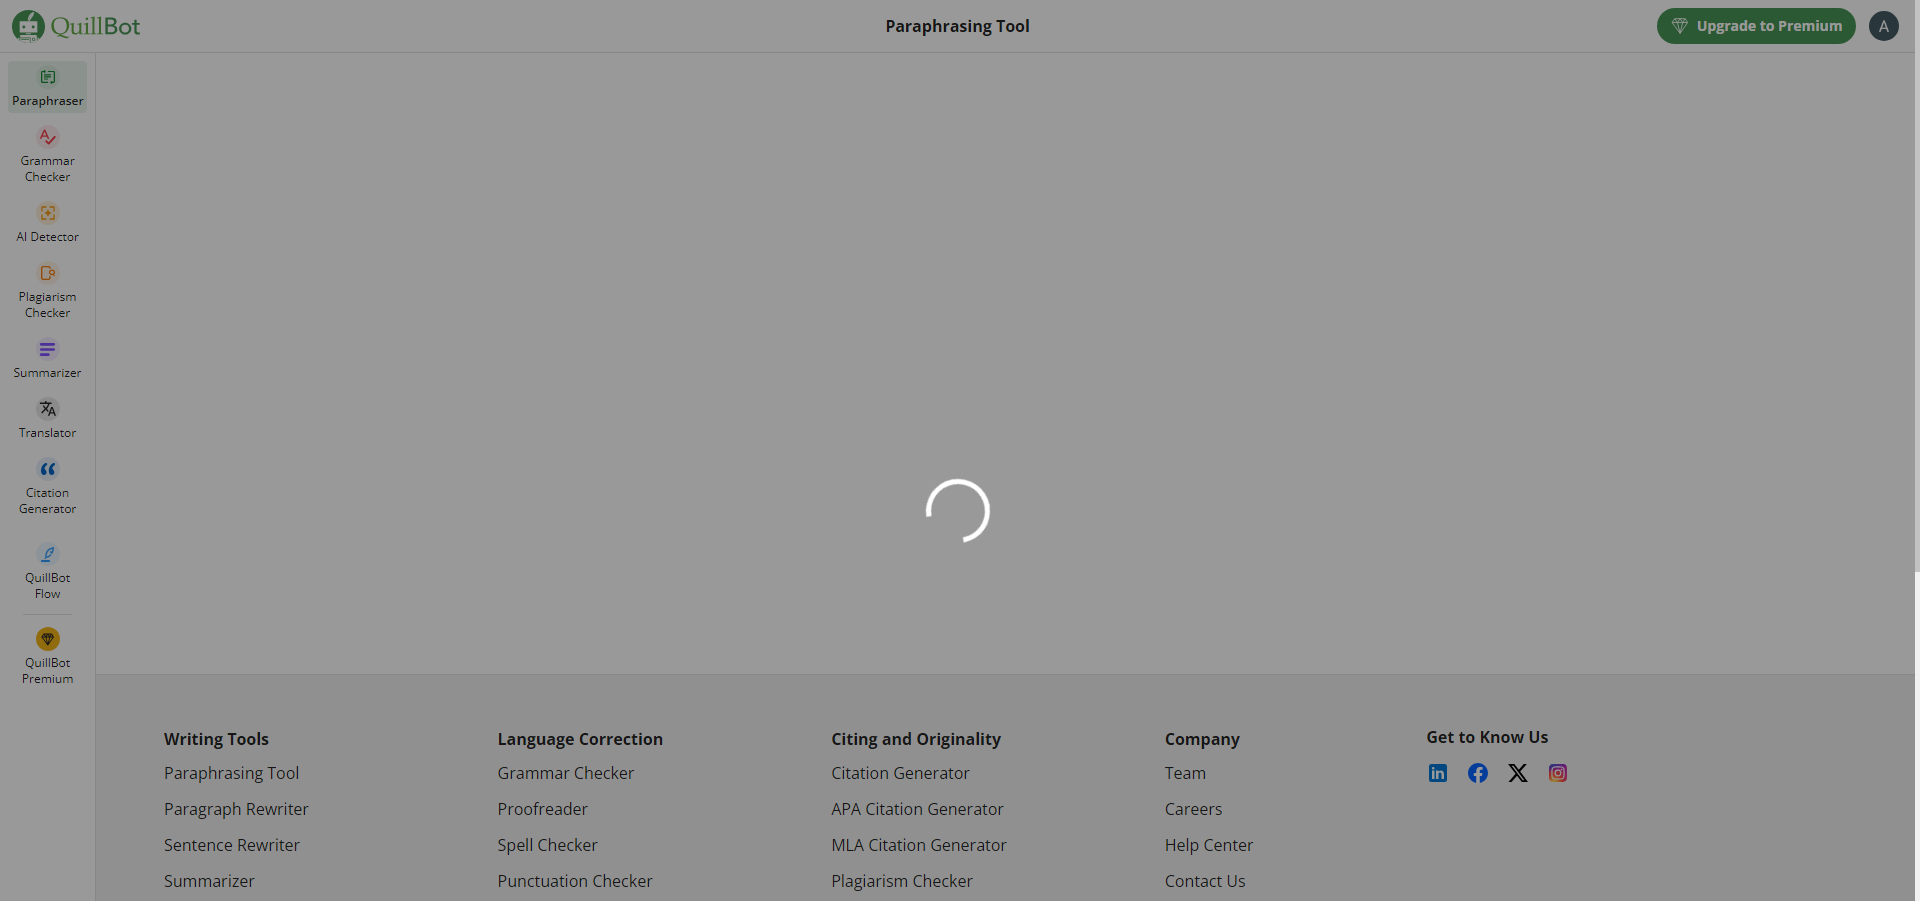 QuillBot
Paraphrasing Tool
Upgrade to Premium
A
Paraphraser
Grammar
Checker
AI Detector
Plagiarism
Checker
Summarizer
Translator
Citation
Generator
QuillBot
Flow
QuillBot
Premium
Writing Tools
Paraphrasing Tool
Paragraph Rewriter
Sentence Rewriter
Summarizer
Language Correction
Grammar Checker
Proofreader
Spell Checker
Punctuation Checker
Citing and Originality
Citation Generator
APA Citation Generator
MLA Citation Generator
Plagiarism Checker
Company
Team
Careers
Help Center
Contact Us
Get to Know Us